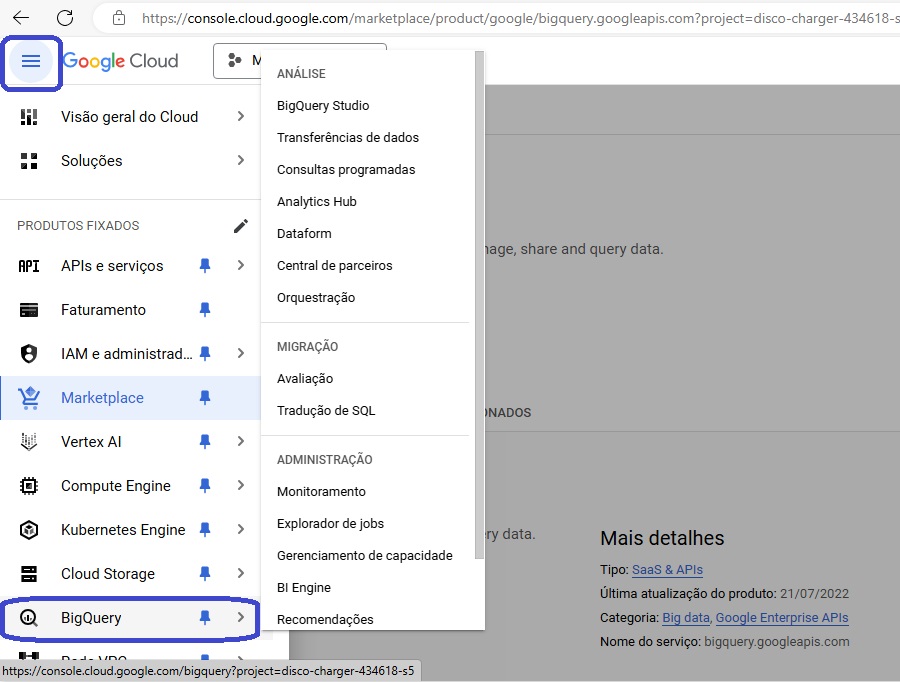 https://console.cloud.google.com/marketplace/product/google/bigquery.googleapis.com?project=disco-charger-434618-s
Google Cloud
Visão geral do Cloud
Soluções
PRODUTOS FIXADOS
API APIs e serviços
Faturamento
IAM e administrad...
Marketplace
Vertex AI
Compute Engine
Kubernetes Engine
Cloud Storage
BigQuery
Rede VPC
ANÁLISE
BigQuery Studio
Transferências de dados
Consultas programadas
Analytics Hub
Dataform
Central de parceiros
Orquestração
MIGRAÇÃO
Avaliação
Tradução de SQL
ADMINISTRAÇÃO
Monitoramento
Explorador de jobs
Gerenciamento de capacidade
BI Engine
Recomendações
share and query data.
data.
Mais detalhes
Tipo: SaaS & APIs
Última atualização do produto: 21/07/2022
Categoria: Big data, Google Enterprise APIs
Nome do serviço: bigquery.googleapis.com
https://console.cloud.google.com/bigquery?project=disco-charger-434618-s5